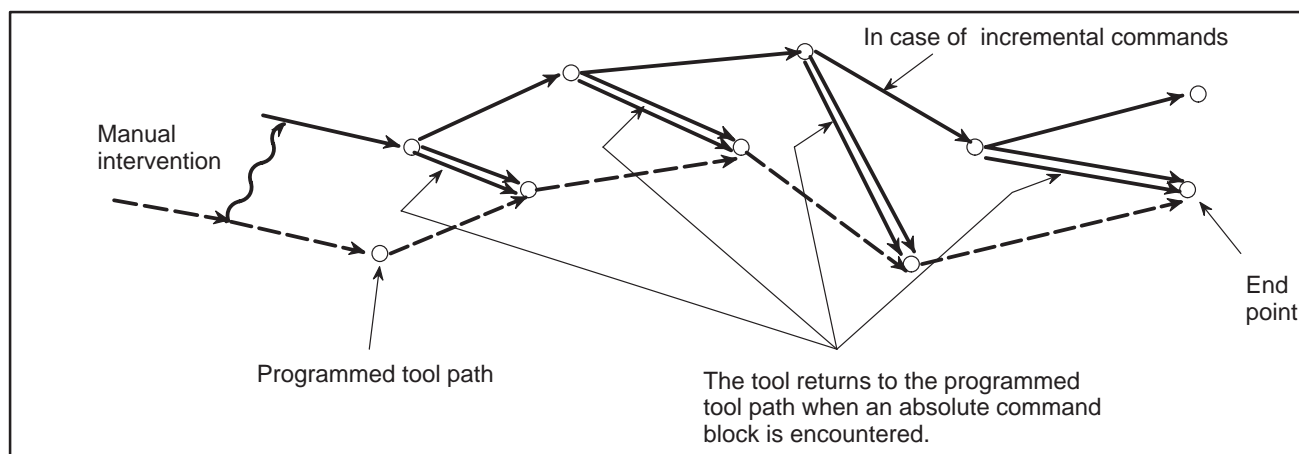 In case of incremental commands
Manual
intervention
End
point
Programmed tool path
The tool returns to the programmed
tool path when an absolute command
block is encountered.